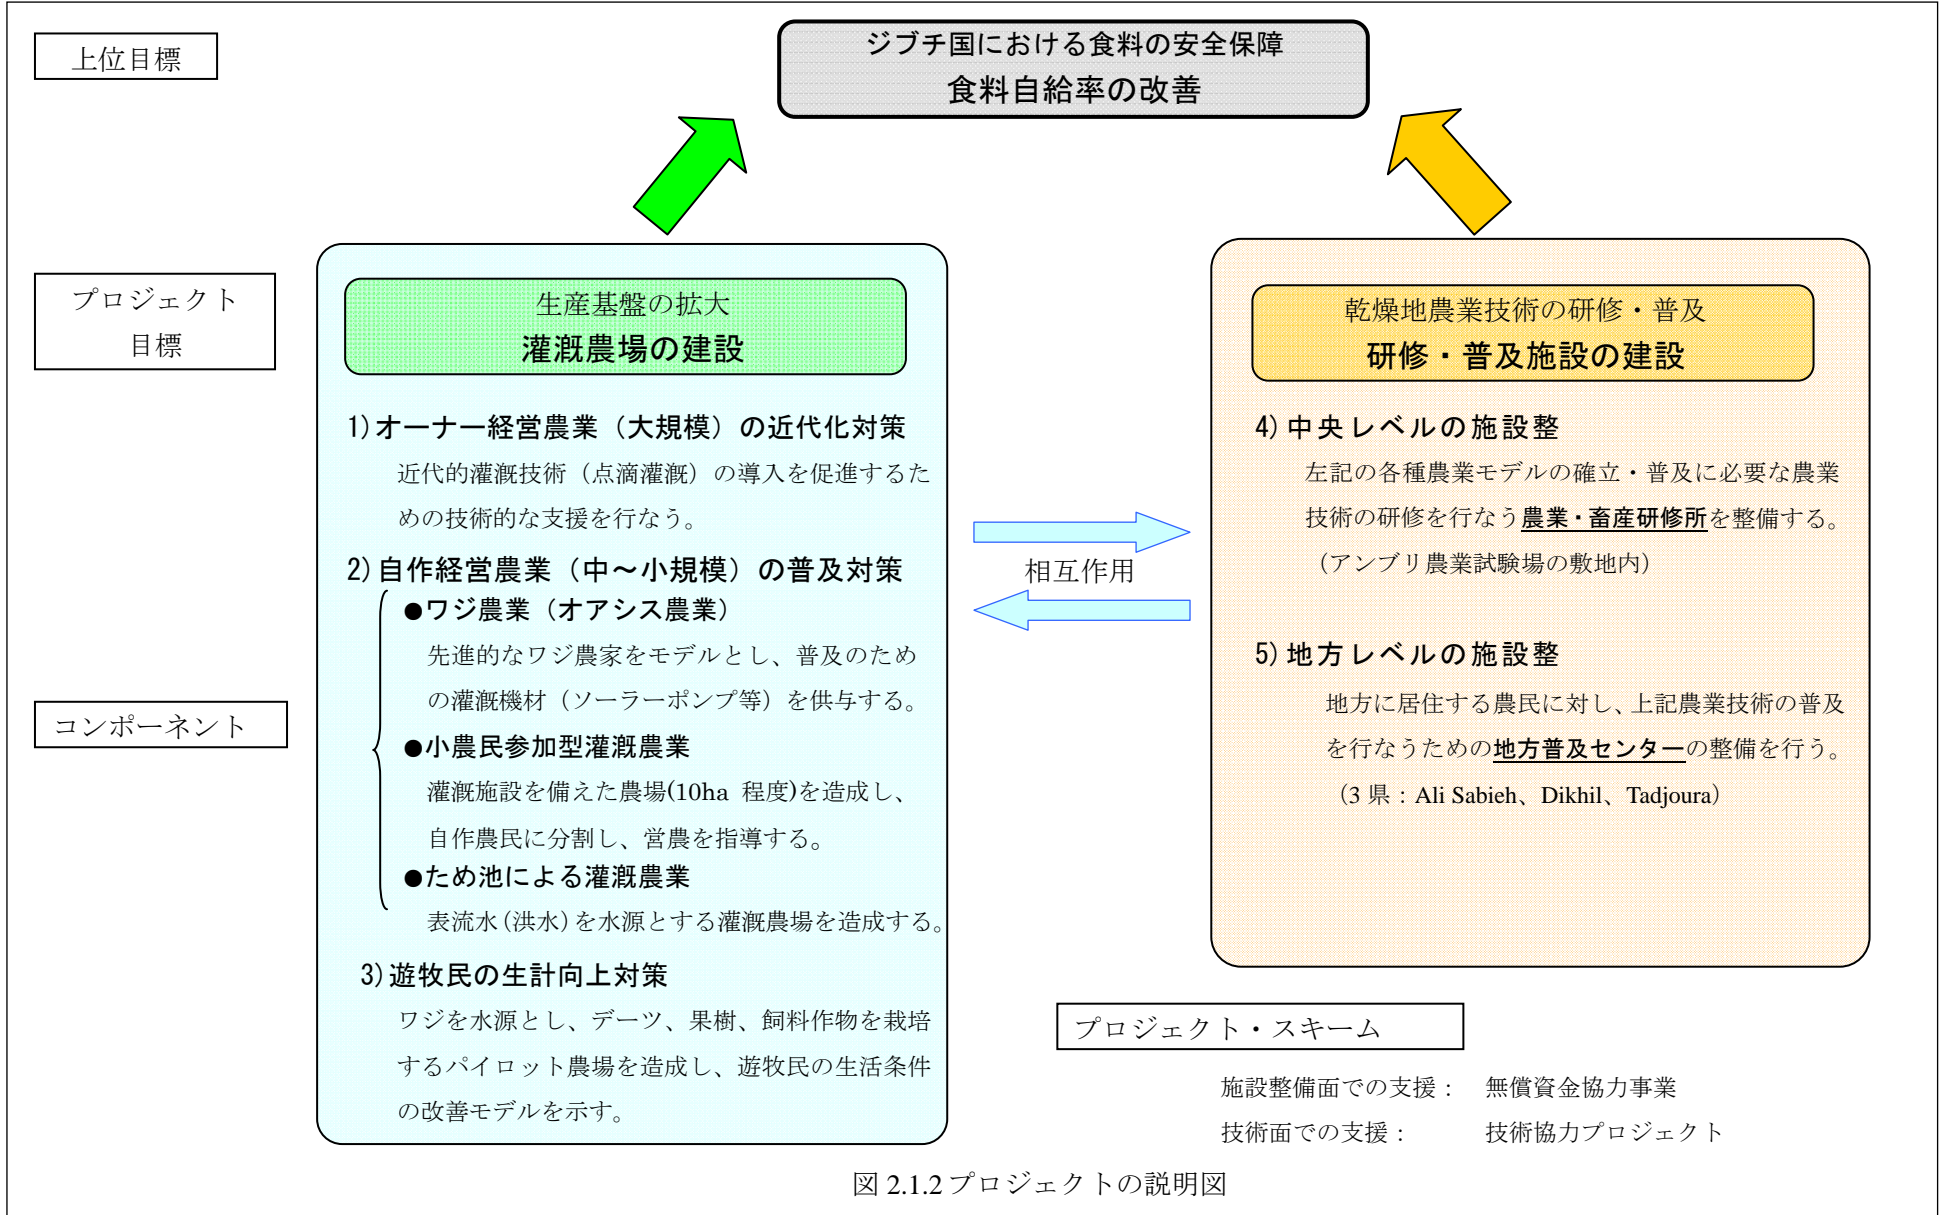 上位目標
ジブチ国における食料の安全保障
食料自給率の改善
プロジェクト
目標
生産基盤の拡大
灌漑農場の建設
1)オーナー経営農業（大規模）の近代化対策
近代的灌漑技術（点滴灌漑）の導入を促進するた
めの技術的な支援を行なう。
2)自作経営農業（中～小規模）の普及対策
●ワジ農業（オアシス農業）
先進的なワジ農家をモデルとし、普及のため
の灌漑機材（ソーラーポンプ等）を供与する。
コンポーネント
●小農民参加型灌漑農業
灌漑施設を備えた農場(10ha 程度)を造成し、
自作農民に分割し、営農を指導する。
●ため池による灌漑農業
表流水(洪水)を水源とする灌漑農場を造成する。
3)遊牧民の生計向上対策
ワジを水源とし、デーツ、果樹、飼料作物を栽培
するパイロット農場を造成し、遊牧民の生活条件
の改善モデルを示す。
相互作用
乾燥地農業技術の研修・普及
研修・普及施設の建設
4)中央レベルの施設整
左記の各種農業モデルの確立・普及に必要な農業
技術の研修を行なう農業・畜産研修所を整備する。
（アンブリ農業試験場の敷地内）
5)地方レベルの施設整
地方に居住する農民に対し、上記農業技術の普及
を行なうための地方普及センターの整備を行う。
（3 県：Ali Sabieh、Dikhil、Tadjoura）
プロジェクト・スキーム
施設整備面での支援： 無償資金協力事業
技術面での支援： 技術協力プロジェクト
図 2.1.2 プロジェクトの説明図